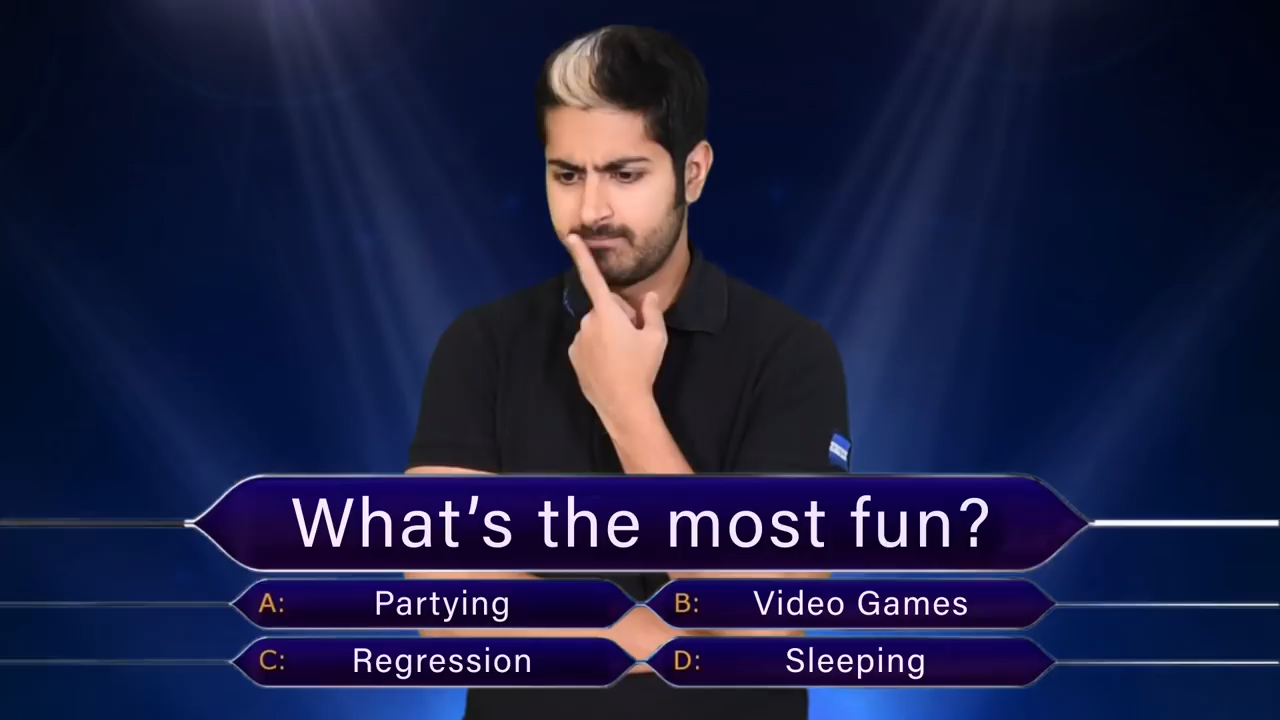 What's the most fun?
A: Partying
B: Video Games
C: Regression
D: Sleeping